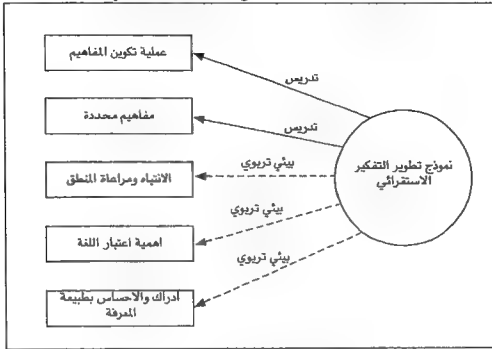 عملية تكوين المفاهيم
تدريس
مفاهيم محددة
تدريس
نموذج تطوير التفكير
الاستقرائي
الانتباه ومراعاة المنطق
بيئي تربوي
اهمية اعتبار اللغة
بيئي تربوي
ادراك والاحساس بطبيعة
المعرفة
بيئي تربوي